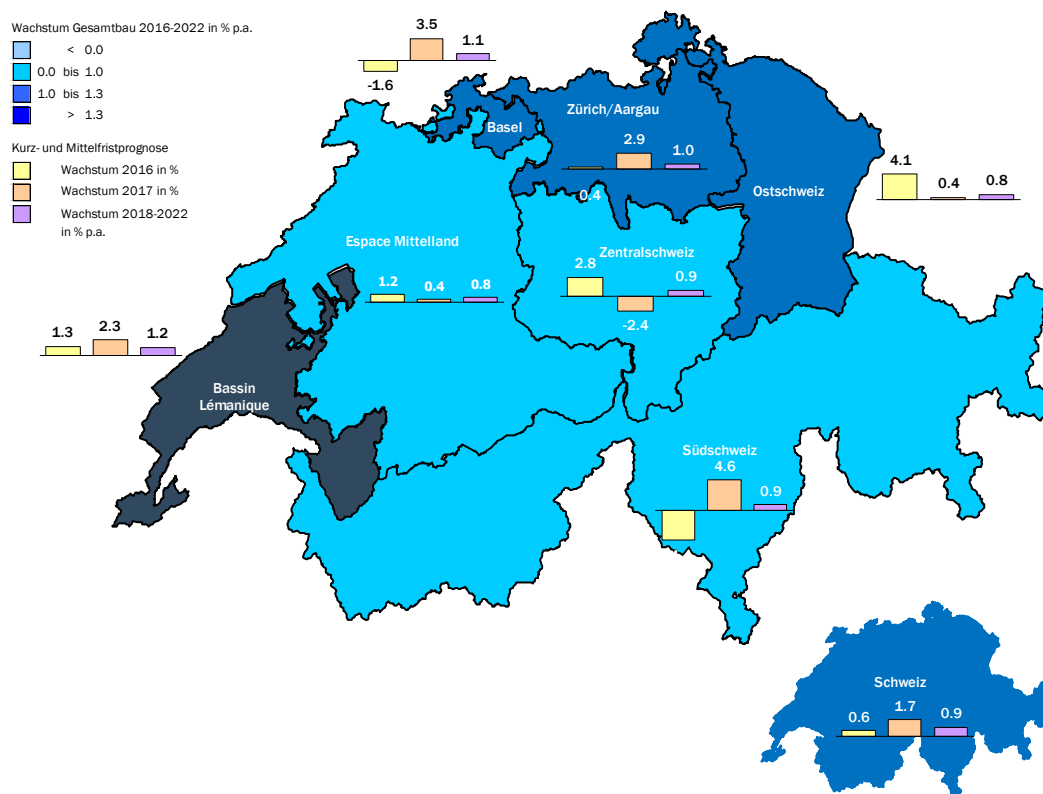 Wachstum Gesamtbau 2016-2022 in % p.a.
< 0.0
0.0 bis 1.0
1.0 bis 1.3
> 1.3
Kurz- und Mittelfristprognose
Wachstum 2016 in %
Wachstum 2017 in %
Wachstum 2018-2022
in % p.a.
3.5
1.1
-1.6
Basel
Zürich/Aargau
2.9
1.0
0.4
Ostschweiz
4.1
0.4
0.8
Espace Mittelland
1.2
0.4
0.8
Zentralschweiz
2.8
0.9
-2.4
1.3
2.3
1.2
Bassin
Lémanique
Südschweiz
4.6
0.9
Schweiz
0.6
1.7
0.9